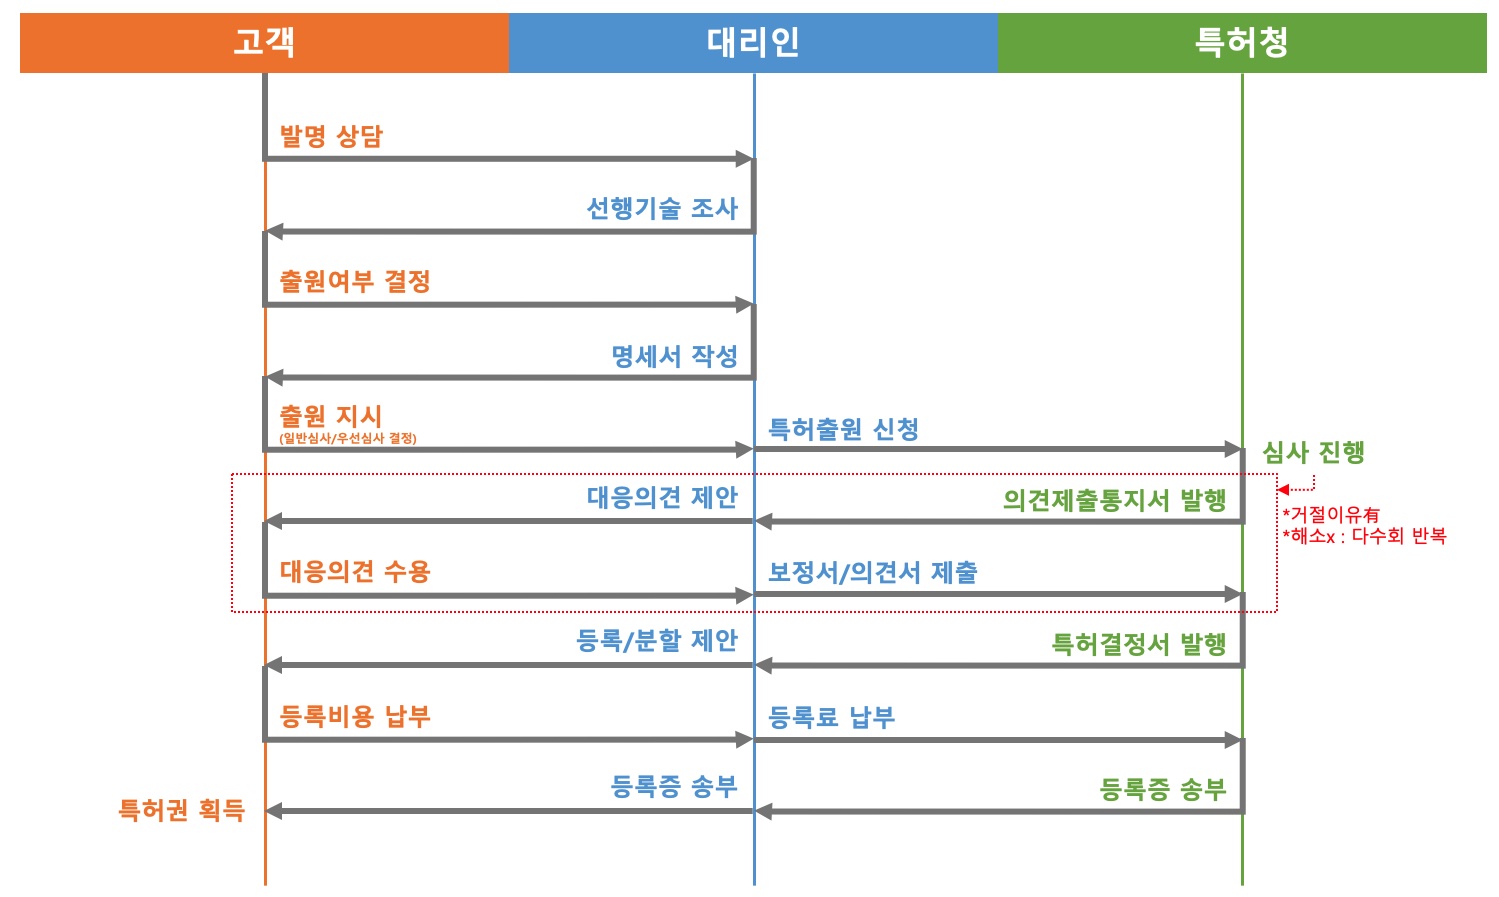 고객
대리인
특허청
발명 상담
선행기술 조사
출원여부 결정
명세서 작성
출원 지시
(일반심사/우선심사 결정)
특허출원 신청
심사 진행
대응의견 제안
의견제출통지서 발행
*거절이유有
*해소x : 다수회 반복
대응의견 수용
보정서/의견서 제출
등록/분할 제안
특허결정서 발행
등록비용 납부
등록료 납부
등록증 송부
등록증 송부
특허권 획득